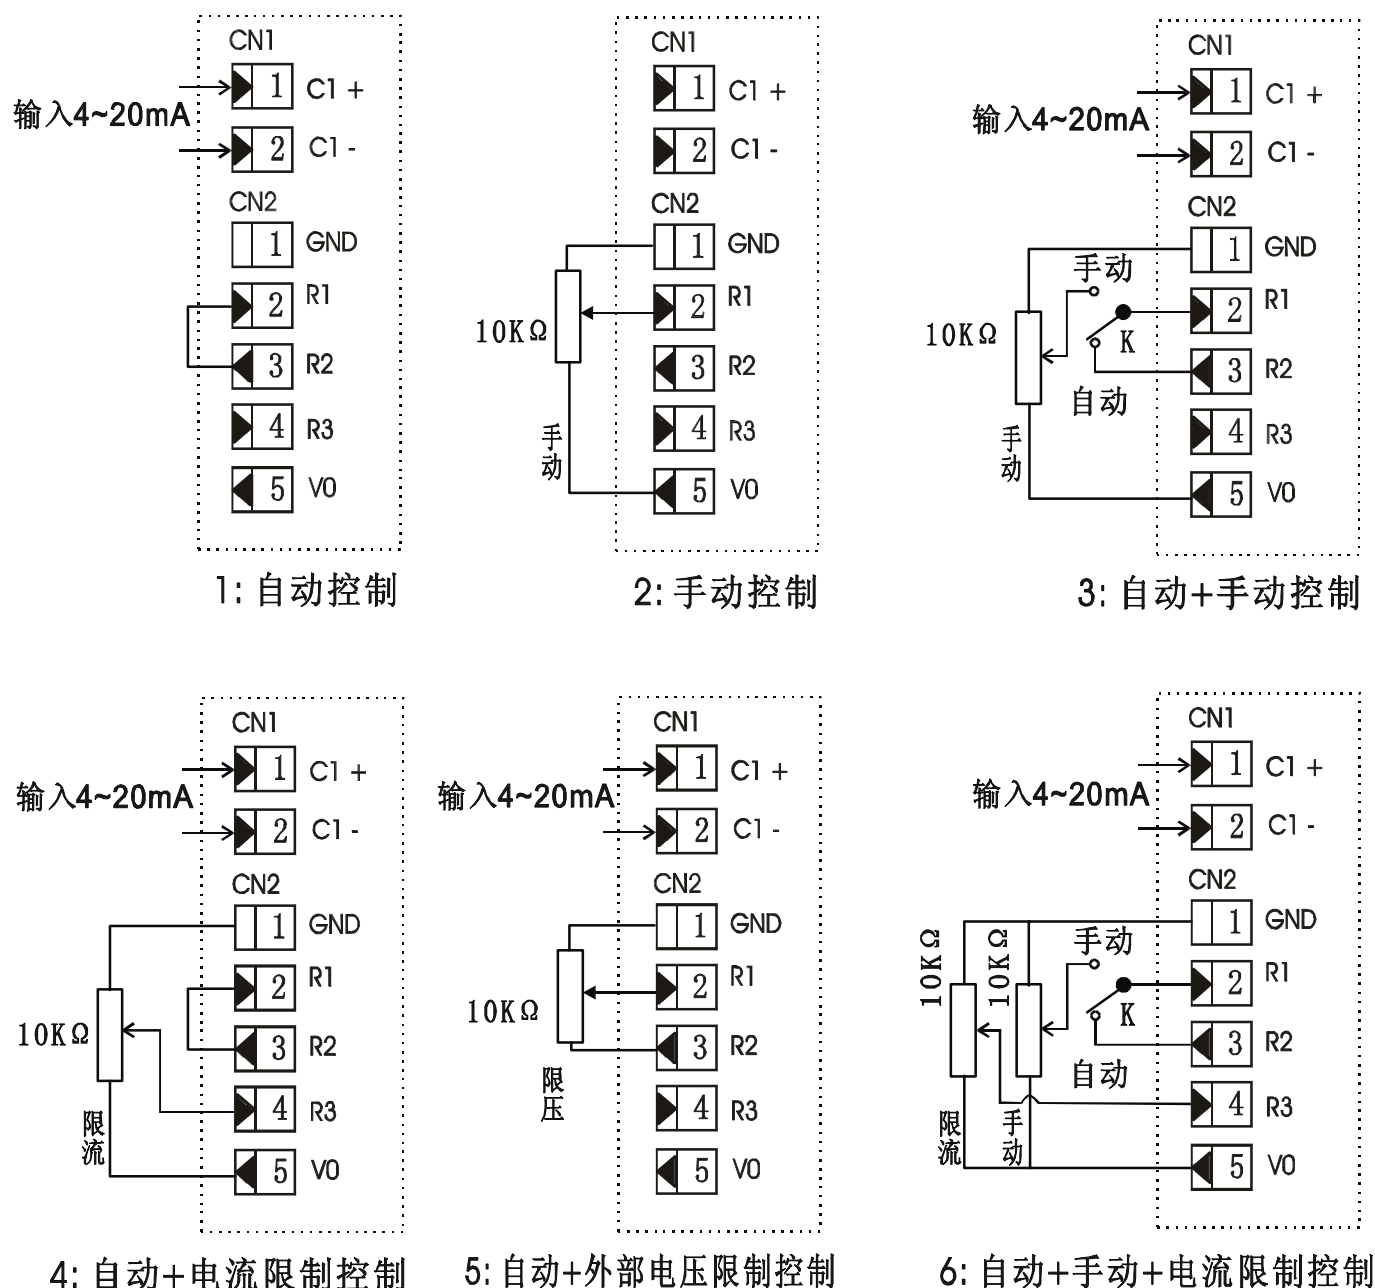 CN1
1 C1 +
输入4~20mA
2 C1 -
CN2
1 GND
2 R1
3 R2
4 R3
5 V0
1: 自动控制
CN1
1 C1 +
2 C1 -
CN2
1 GND
2 R1
10KΩ
3 R2
4 R3
手动
5 V0
2: 手动控制
CN1
1 C1 +
输入4~20mA
2 C1 -
CN2
1 GND
手动
2 R1
10KΩ
K
3 R2
自动
4 R3
手动
5 V0
3: 自动+手动控制
CN1
1 C1 +
输入4~20mA
2 C1 -
CN2
1 GND
2 R1
10KΩ
3 R2
4 R3
限流
5 V0
4: 自动+电流限制控制
CN1
1 C1 +
输入4~20mA
2 C1 -
CN2
1 GND
2 R1
10KΩ
3 R2
限压
4 R3
5 V0
5: 自动+外部电压限制控制
CN1
1 C1 +
输入4~20mA
2 C1 -
CN2
1 GND
10KΩ
10KΩ
手动
2 R1
K
3 R2
自动
4 R3
限流
手动
5 V0
6: 自动+手动+电流限制控制